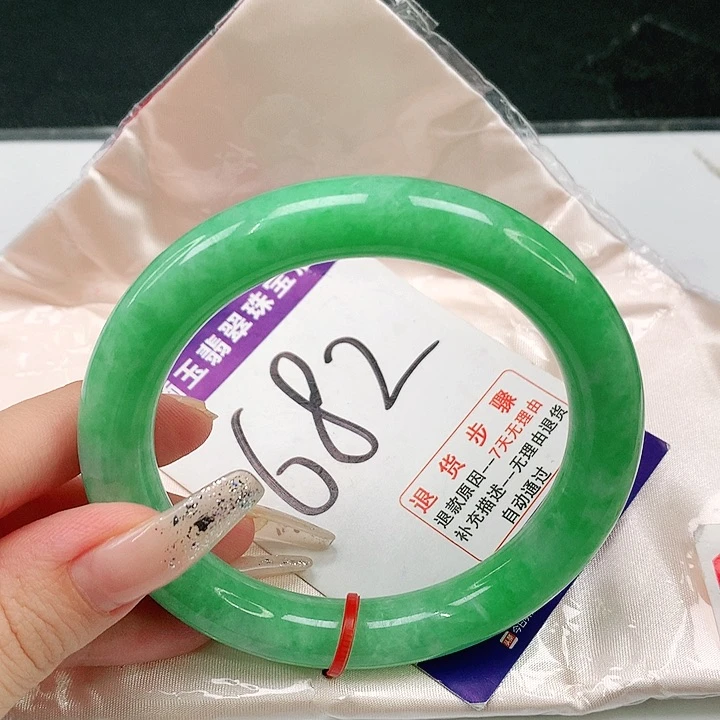 玉翡翠珠宝
682
退货步骤
退款原因--7天无理由
补充描述--无理由退货
自动通过